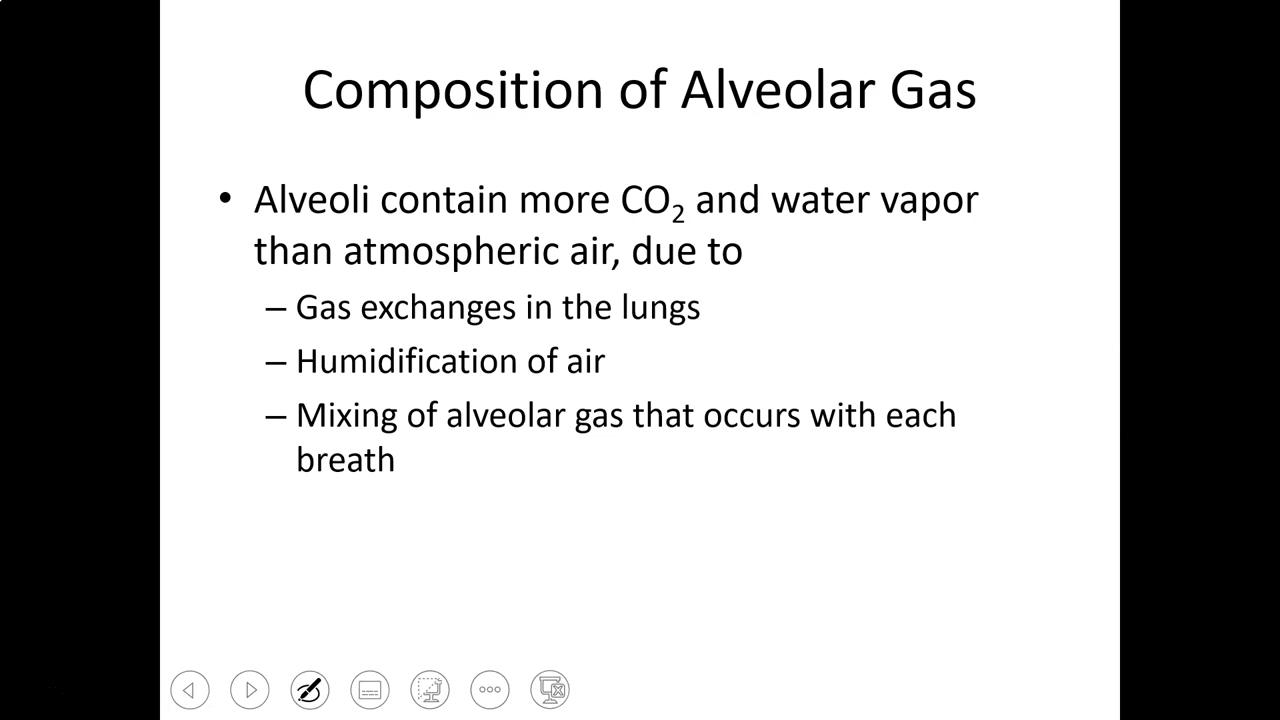 Composition of Alveolar Gas
• Alveoli contain more CO₂ and water vapor
than atmospheric air, due to
– Gas exchanges in the lungs
– Humidification of air
– Mixing of alveolar gas that occurs with each
breath